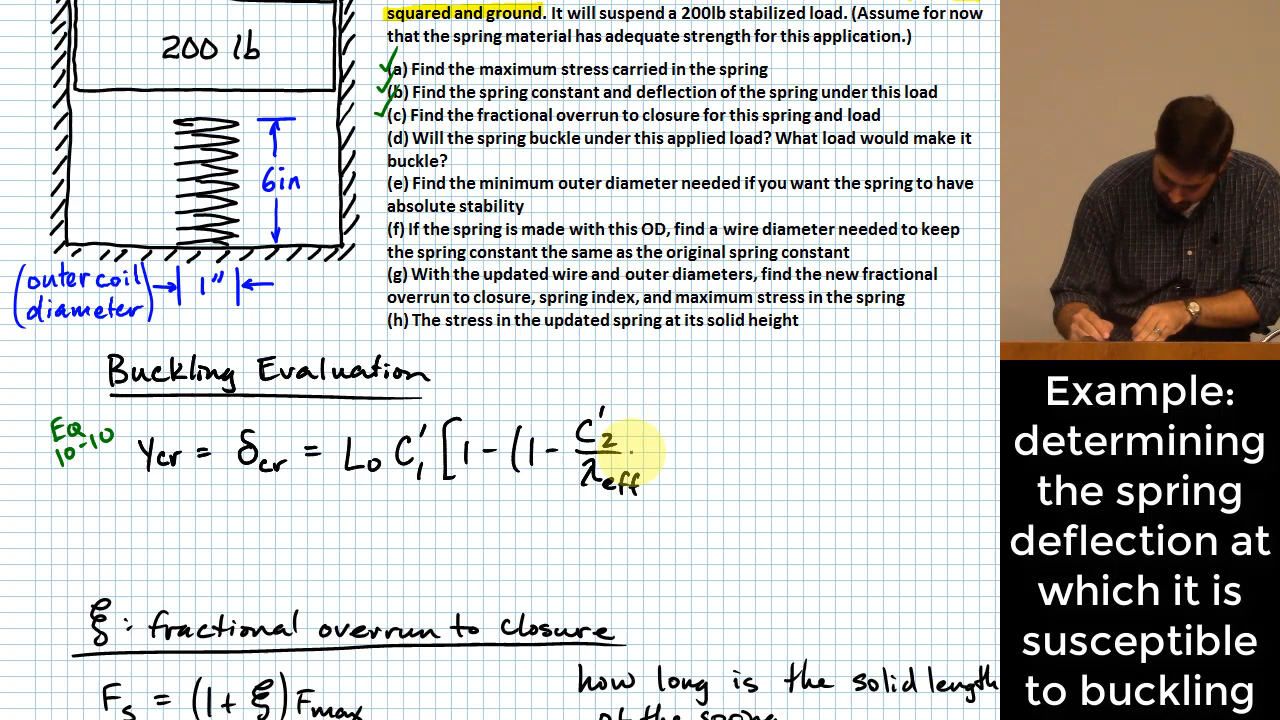 squared and ground. It will suspend a 200lb stabilized load. (Assume for now
that the spring material has adequate strength for this application.)
(a) Find the maximum stress carried in the spring
(b) Find the spring constant and deflection of the spring under this load
(c) Find the fractional overrun to closure for this spring and load
(d) Will the spring buckle under this applied load? What load would make it
buckle?
(e) Find the minimum outer diameter needed if you want the spring to have
absolute stability
(f) If the spring is made with this OD, find a wire diameter needed to keep
the spring constant the same as the original spring constant
(g) With the updated wire and outer diameters, find the new fractional
overrun to closure, spring index, and maximum stress in the spring
(h) The stress in the updated spring at its solid height
200 lb
6in
(outer coil
diameter)
1"
Buckling Evaluation
EQ
10-10
ycr = δcr = L0 C1' [1 - (1 - C2'/λeff
ξ: fractional overrun to closure
Fs = (1 + ξ) Fmax
how long is the solid length
of the spring
Example:
determining
the spring
deflection at
which it is
susceptible
to buckling